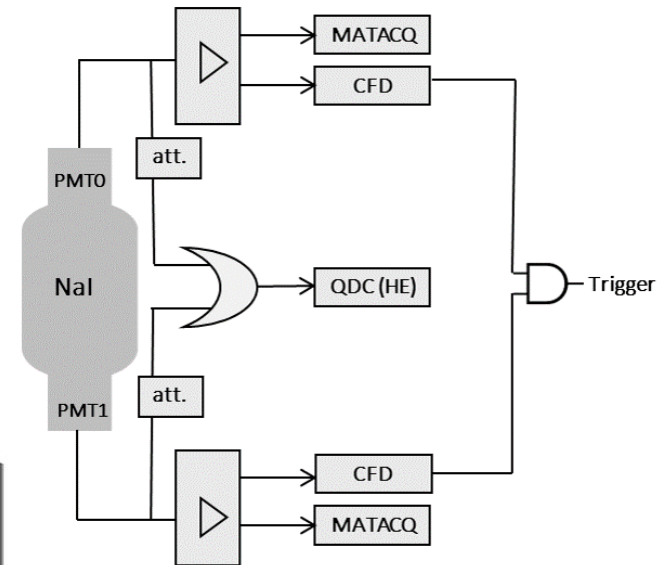 MATACQ
CFD
att.
PMT0
NaI
QDC (HE)
Trigger
att.
PMT1
CFD
MATACQ